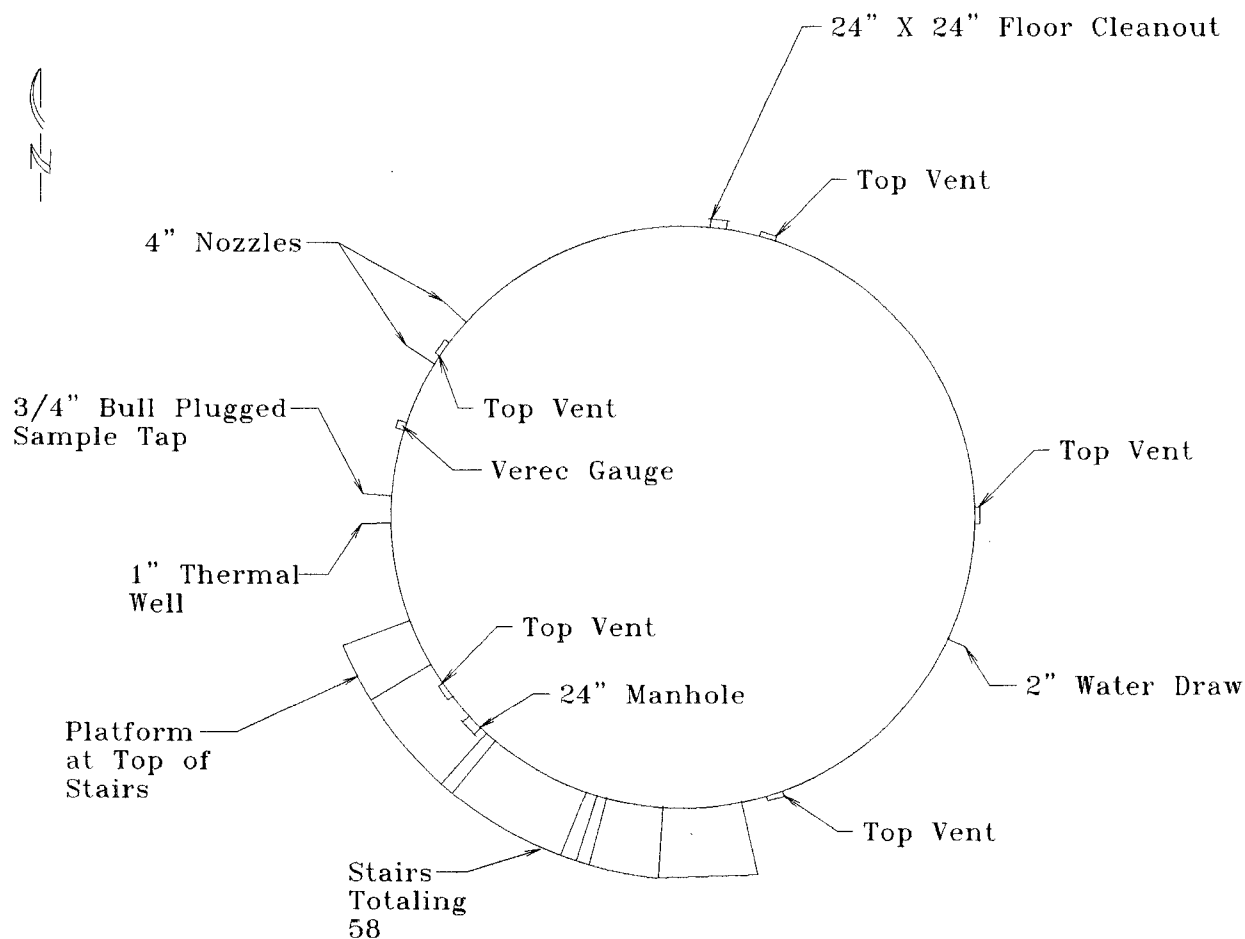 24" X 24" Floor Cleanout
Top Vent
4" Nozzles
3/4" Bull Plugged
Sample Tap
Top Vent
Verec Gauge
Top Vent
1" Thermal
Well
Top Vent
24" Manhole
2" Water Draw
Platform
at Top of
Stairs
Top Vent
Stairs
Totaling
58
N